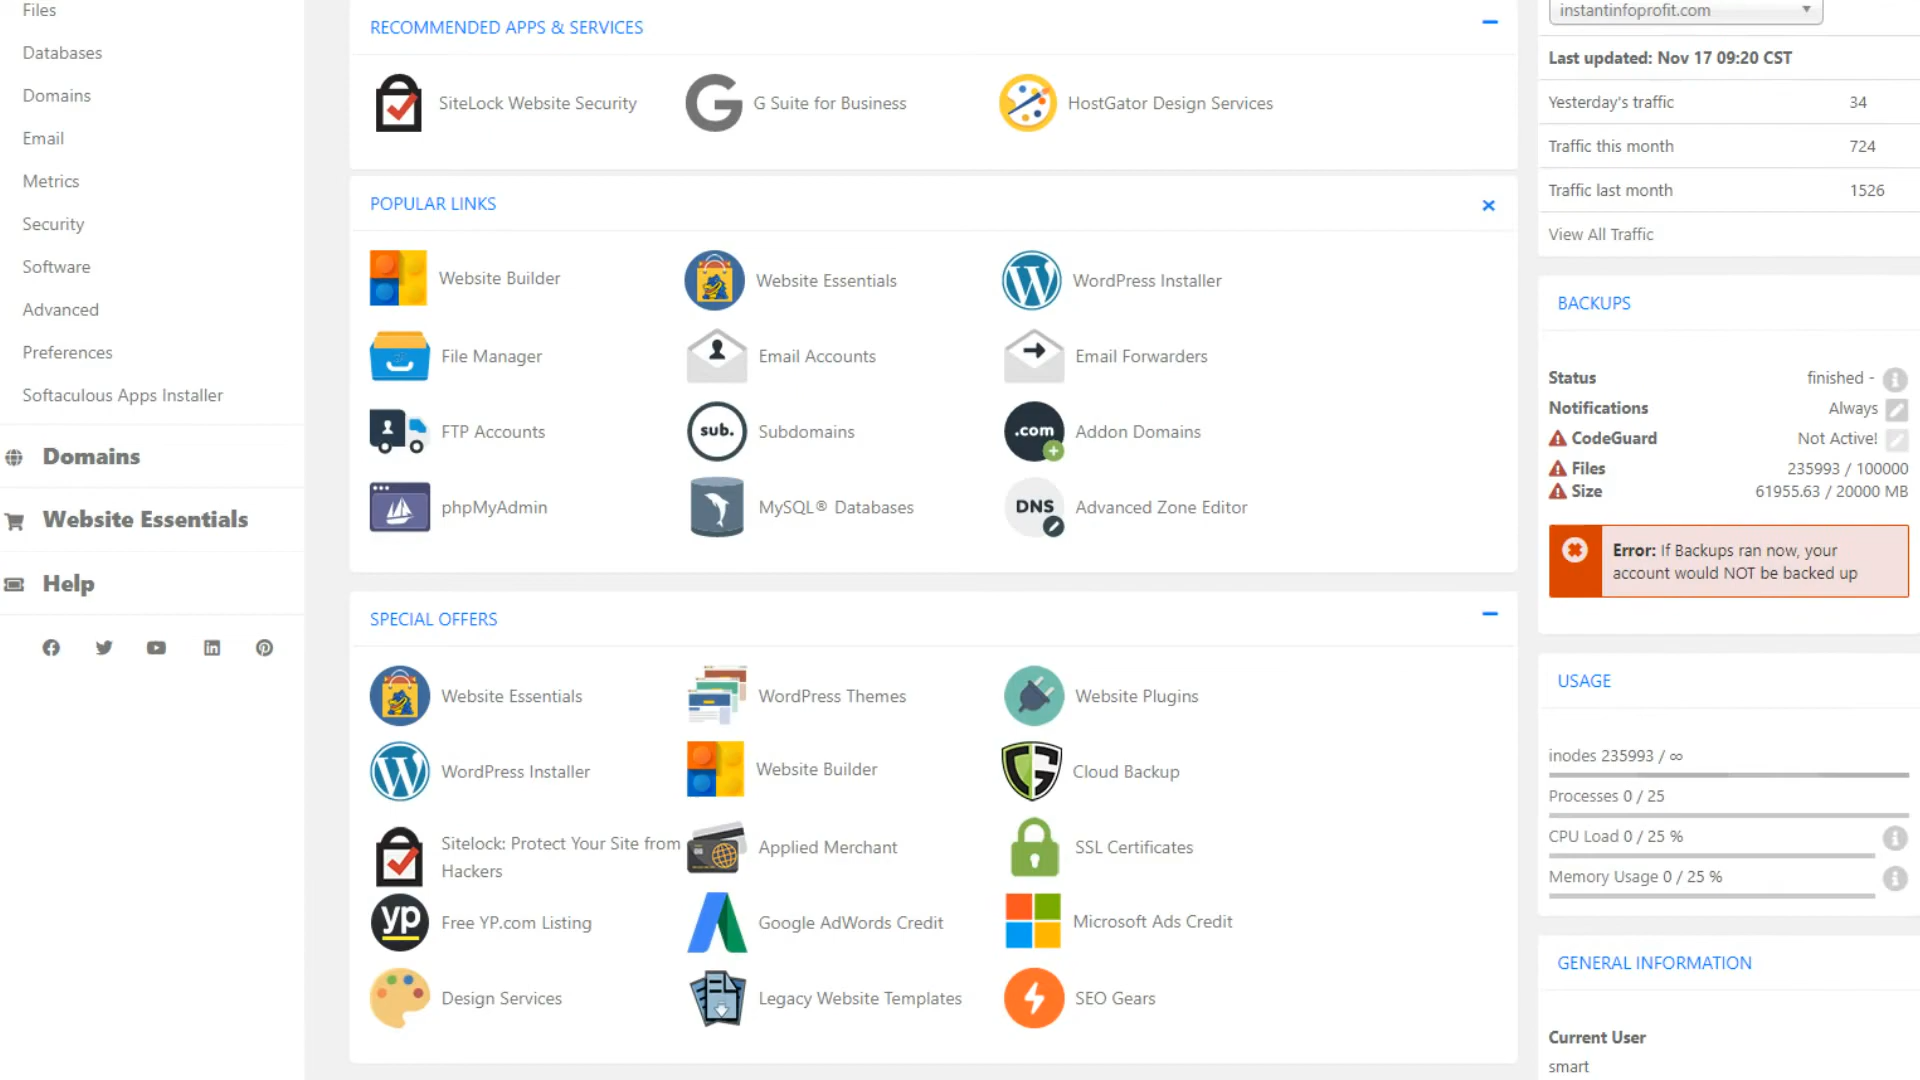 Files
Databases
Domains
Email
Metrics
Security
Software
Advanced
Preferences
Softaculous Apps Installer
Domains
Website Essentials
Help
RECOMMENDED APPS & SERVICES
SiteLock Website Security
G Suite for Business
HostGator Design Services
POPULAR LINKS
Website Builder
Website Essentials
WordPress Installer
File Manager
Email Accounts
Email Forwarders
FTP Accounts
sub.
Subdomains
.com
Addon Domains
phpMyAdmin
MySQL® Databases
DNS
Advanced Zone Editor
SPECIAL OFFERS
Website Essentials
WordPress Themes
Website Plugins
WordPress Installer
Website Builder
Cloud Backup
Sitelock: Protect Your Site from
Hackers
Applied Merchant
SSL Certificates
yp
Free YP.com Listing
Google AdWords Credit
Microsoft Ads Credit
Design Services
Legacy Website Templates
SEO Gears
instantinfoprofit.com
Last updated: Nov 17 09:20 CST
Yesterday's traffic 34
Traffic this month 724
Traffic last month 1526
View All Traffic
BACKUPS
Status finished -
Notifications Always
CodeGuard Not Active!
Files 235993 / 100000
Size 61955.63 / 20000 MB
Error: If Backups ran now, your
account would NOT be backed up
USAGE
inodes 235993 / ∞
Processes 0 / 25
CPU Load 0 / 25 %
Memory Usage 0 / 25 %
GENERAL INFORMATION
Current User
smart